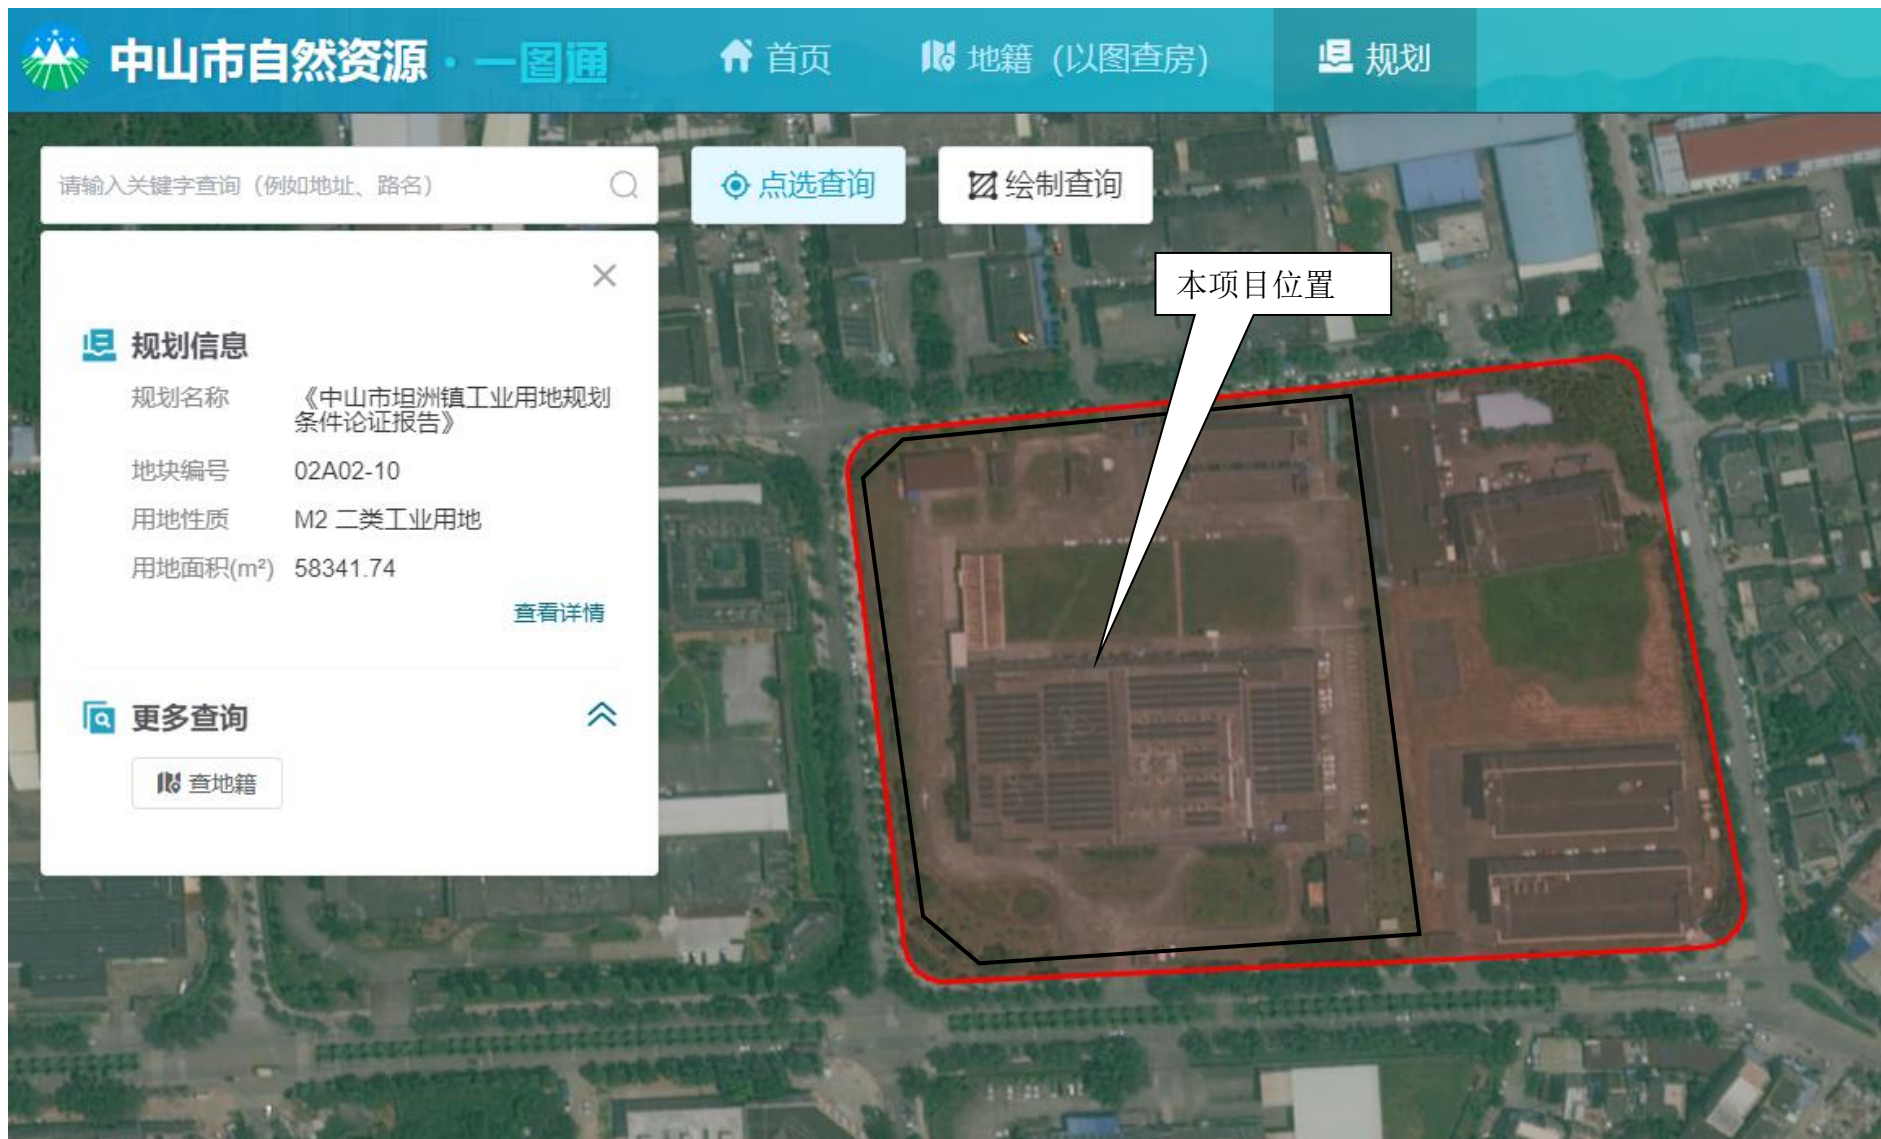 中山市自然资源·一图通
首页
地籍（以图查房）
规划
请输入关键字查询（例如地址、路名）
点选查询
绘制查询
本项目位置
规划信息
规划名称 《中山市坦洲镇工业用地规划
条件论证报告》
地块编号 02A02-10
用地性质 M2 二类工业用地
用地面积(m²) 58341.74
查看详情
更多查询
查地籍